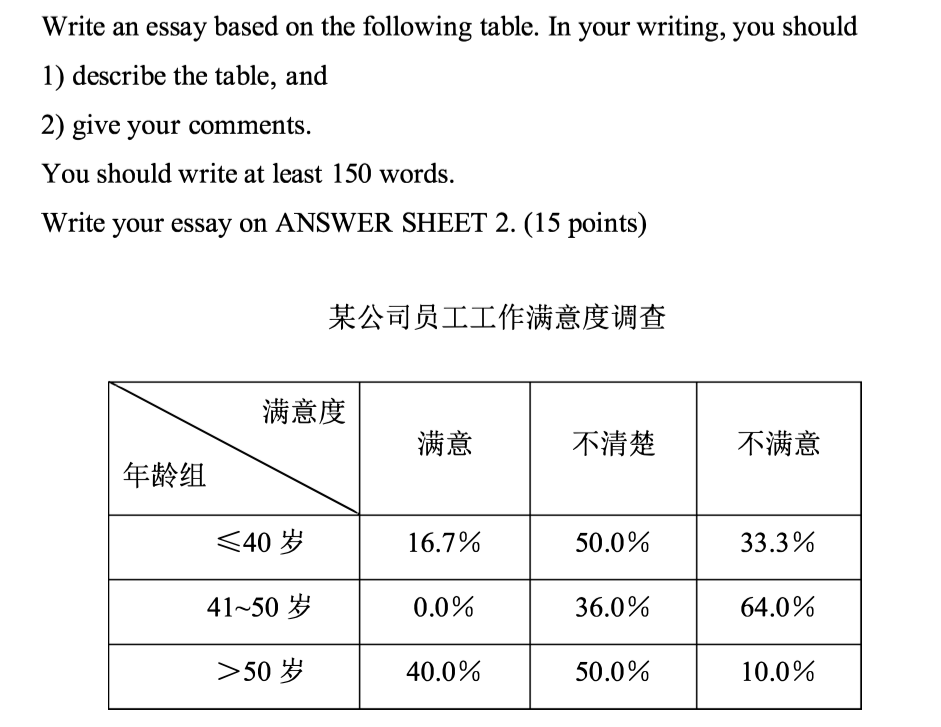 Write an essay based on the following table. In your writing, you should
1) describe the table, and
2) give your comments.
You should write at least 150 words.
Write your essay on ANSWER SHEET 2. (15 points)
某公司员工工作满意度调查
满意度
年龄组
满意 不清楚 不满意
≤40 岁 16.7% 50.0% 33.3%
41~50 岁 0.0% 36.0% 64.0%
>50 岁 40.0% 50.0% 10.0%